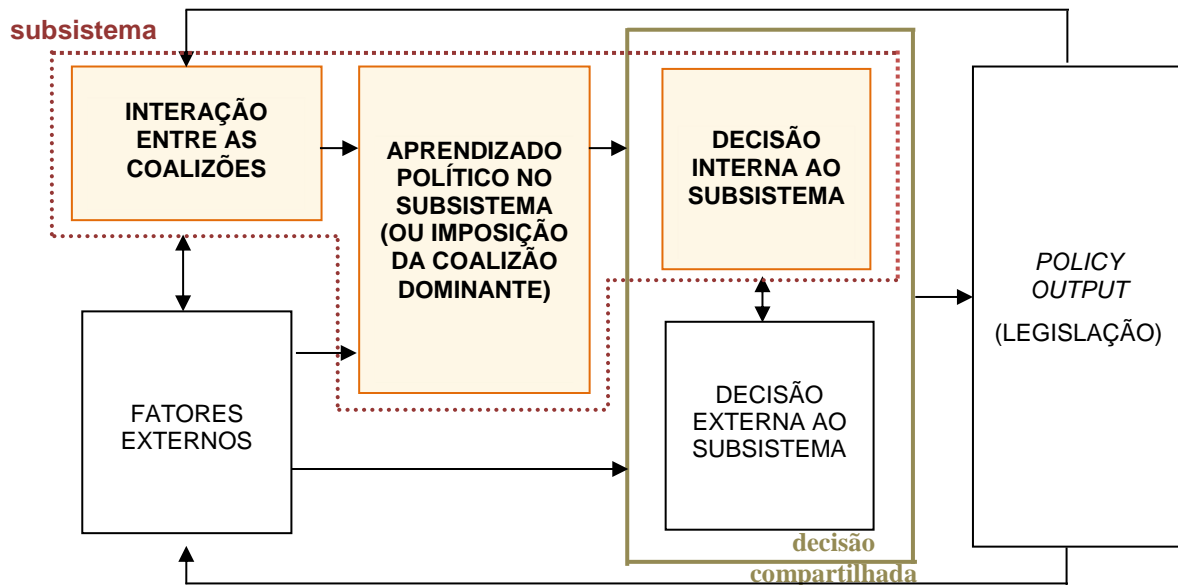 subsistema
INTERAÇÃO
ENTRE AS
COALIZÕES
APRENDIZADO
POLÍTICO NO
SUBSISTEMA
(OU IMPOSIÇÃO
DA COALIZÃO
DOMINANTE)
DECISÃO
INTERNA AO
SUBSISTEMA
POLICY
OUTPUT
(LEGISLAÇÃO)
FATORES
EXTERNOS
DECISÃO
EXTERNA AO
SUBSISTEMA
decisão
compartilhada